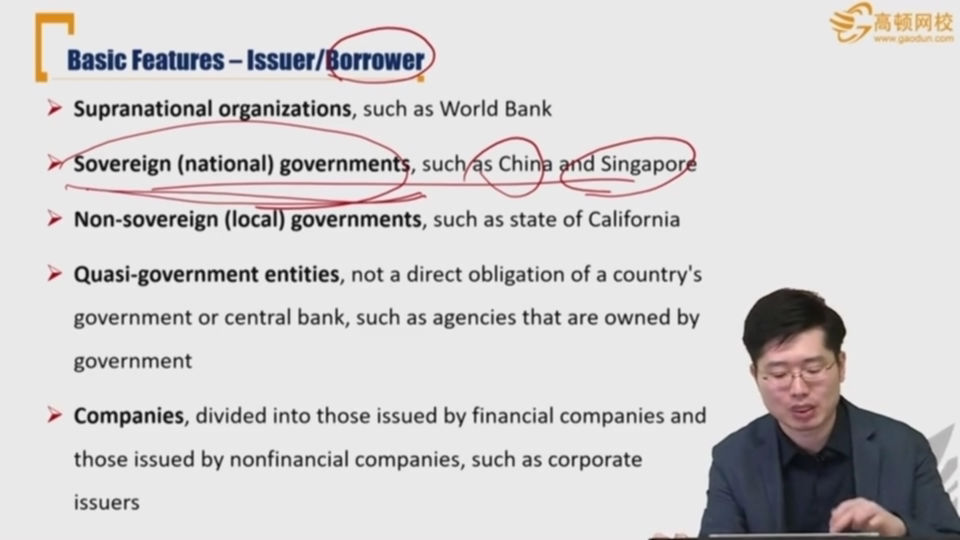 高顿网校
www.gaodun.com
Basic Features – Issuer/Borrower
Supranational organizations, such as World Bank
Sovereign (national) governments, such as China and Singapore
Non-sovereign (local) governments, such as state of California
Quasi-government entities, not a direct obligation of a country's
government or central bank, such as agencies that are owned by
government
Companies, divided into those issued by financial companies and
those issued by nonfinancial companies, such as corporate
issuers